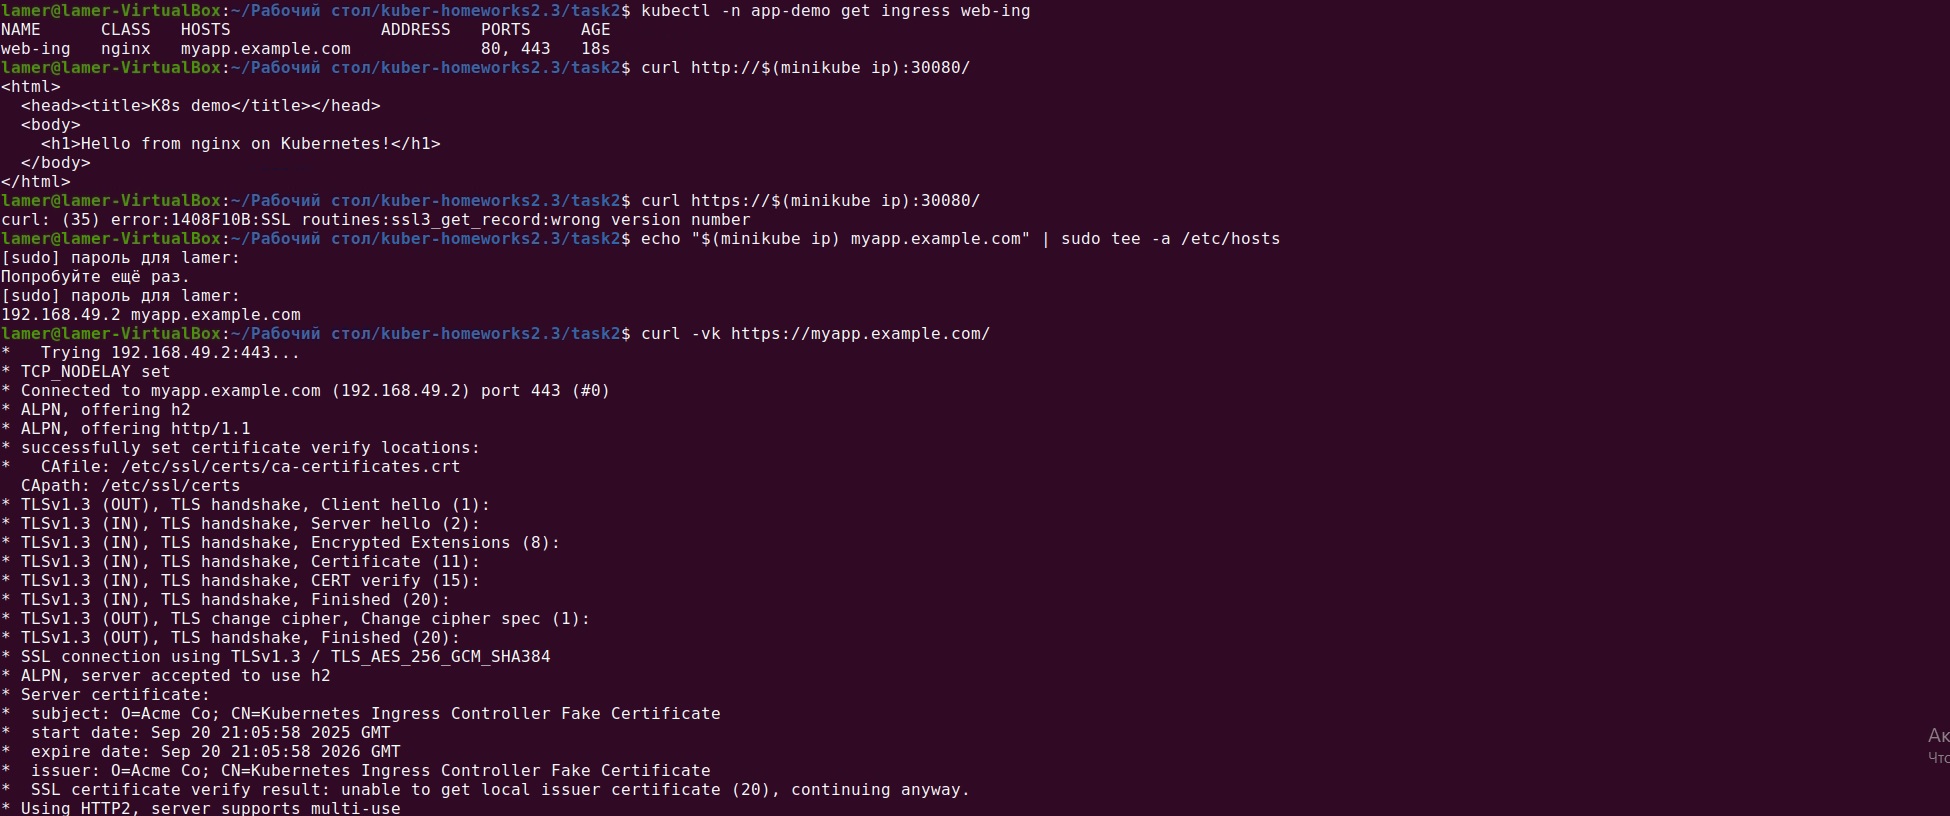 lamer@lamer-VirtualBox:~/Рабочий стол/kuber-homeworks2.3/task2$ kubectl -n app-demo get ingress web-ing
NAME      CLASS   HOSTS               ADDRESS   PORTS     AGE
web-ing   nginx   myapp.example.com             80, 443   18s
lamer@lamer-VirtualBox:~/Рабочий стол/kuber-homeworks2.3/task2$ curl http://$(minikube ip):30080/
<html>
  <head><title>K8s demo</title></head>
  <body>
    <h1>Hello from nginx on Kubernetes!</h1>
  </body>
</html>
lamer@lamer-VirtualBox:~/Рабочий стол/kuber-homeworks2.3/task2$ curl https://$(minikube ip):30080/
curl: (35) error:1408F10B:SSL routines:ssl3_get_record:wrong version number
lamer@lamer-VirtualBox:~/Рабочий стол/kuber-homeworks2.3/task2$ echo "$(minikube ip) myapp.example.com" | sudo tee -a /etc/hosts
[sudo] пароль для lamer:
Попробуйте ещё раз.
[sudo] пароль для lamer:
192.168.49.2 myapp.example.com
lamer@lamer-VirtualBox:~/Рабочий стол/kuber-homeworks2.3/task2$ curl -vk https://myapp.example.com/
*   Trying 192.168.49.2:443...
* TCP_NODELAY set
* Connected to myapp.example.com (192.168.49.2) port 443 (#0)
* ALPN, offering h2
* ALPN, offering http/1.1
* successfully set certificate verify locations:
*   CAfile: /etc/ssl/certs/ca-certificates.crt
  CApath: /etc/ssl/certs
* TLSv1.3 (OUT), TLS handshake, Client hello (1):
* TLSv1.3 (IN), TLS handshake, Server hello (2):
* TLSv1.3 (IN), TLS handshake, Encrypted Extensions (8):
* TLSv1.3 (IN), TLS handshake, Certificate (11):
* TLSv1.3 (IN), TLS handshake, CERT verify (15):
* TLSv1.3 (IN), TLS handshake, Finished (20):
* TLSv1.3 (OUT), TLS change cipher, Change cipher spec (1):
* TLSv1.3 (OUT), TLS handshake, Finished (20):
* SSL connection using TLSv1.3 / TLS_AES_256_GCM_SHA384
* ALPN, server accepted to use h2
* Server certificate:
*  subject: O=Acme Co; CN=Kubernetes Ingress Controller Fake Certificate
*  start date: Sep 20 21:05:58 2025 GMT
*  expire date: Sep 20 21:05:58 2026 GMT
*  issuer: O=Acme Co; CN=Kubernetes Ingress Controller Fake Certificate
*  SSL certificate verify result: unable to get local issuer certificate (20), continuing anyway.
* Using HTTP2, server supports multi-use